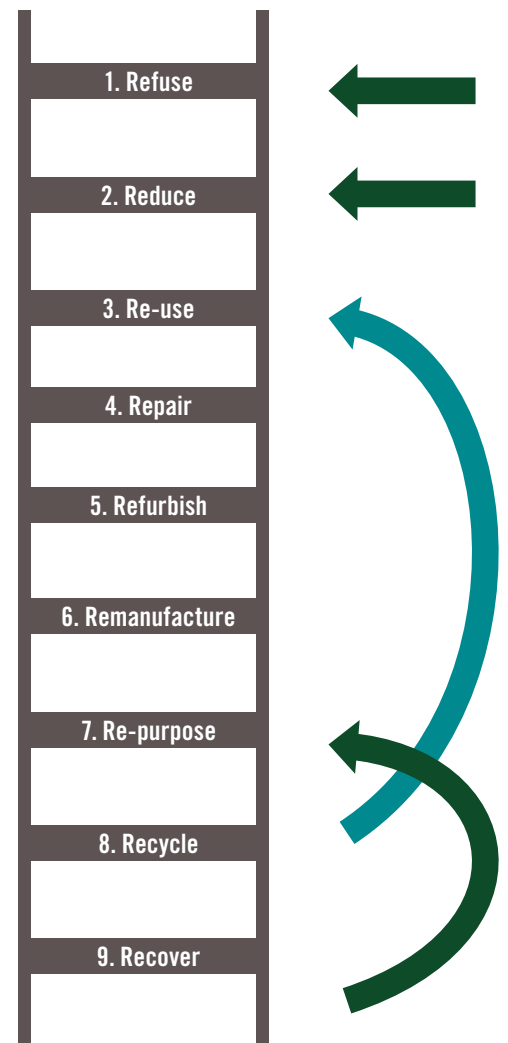 1. Refuse
2. Reduce
3. Re-use
4. Repair
5. Refurbish
6. Remanufacture
7. Re-purpose
8. Recycle
9. Recover